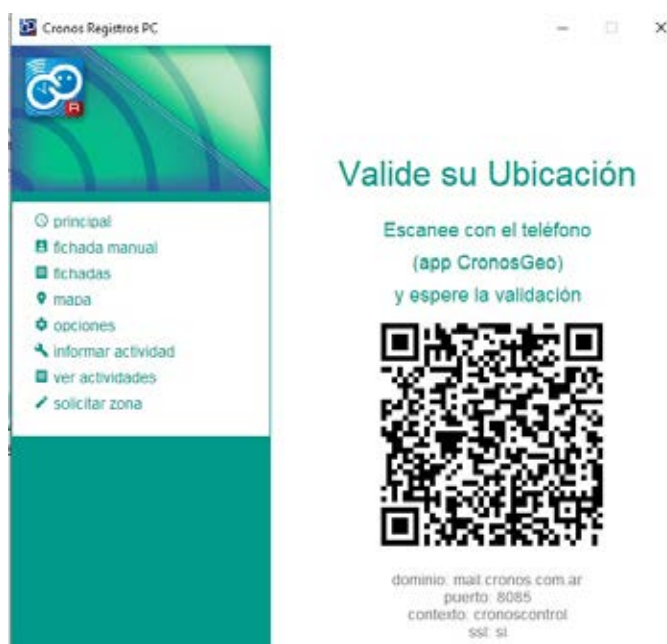 Cronos Registros PC
principal
fichada manual
fichadas
mapa
opciones
informar actividad
ver actividades
solicitar zona
Valide su Ubicación
Escanee con el teléfono
(app CronosGeo)
y espere la validación
dominio: mail.cronos.com.ar
puerto: 8085
contexto: cronoscontrol
ssl: si